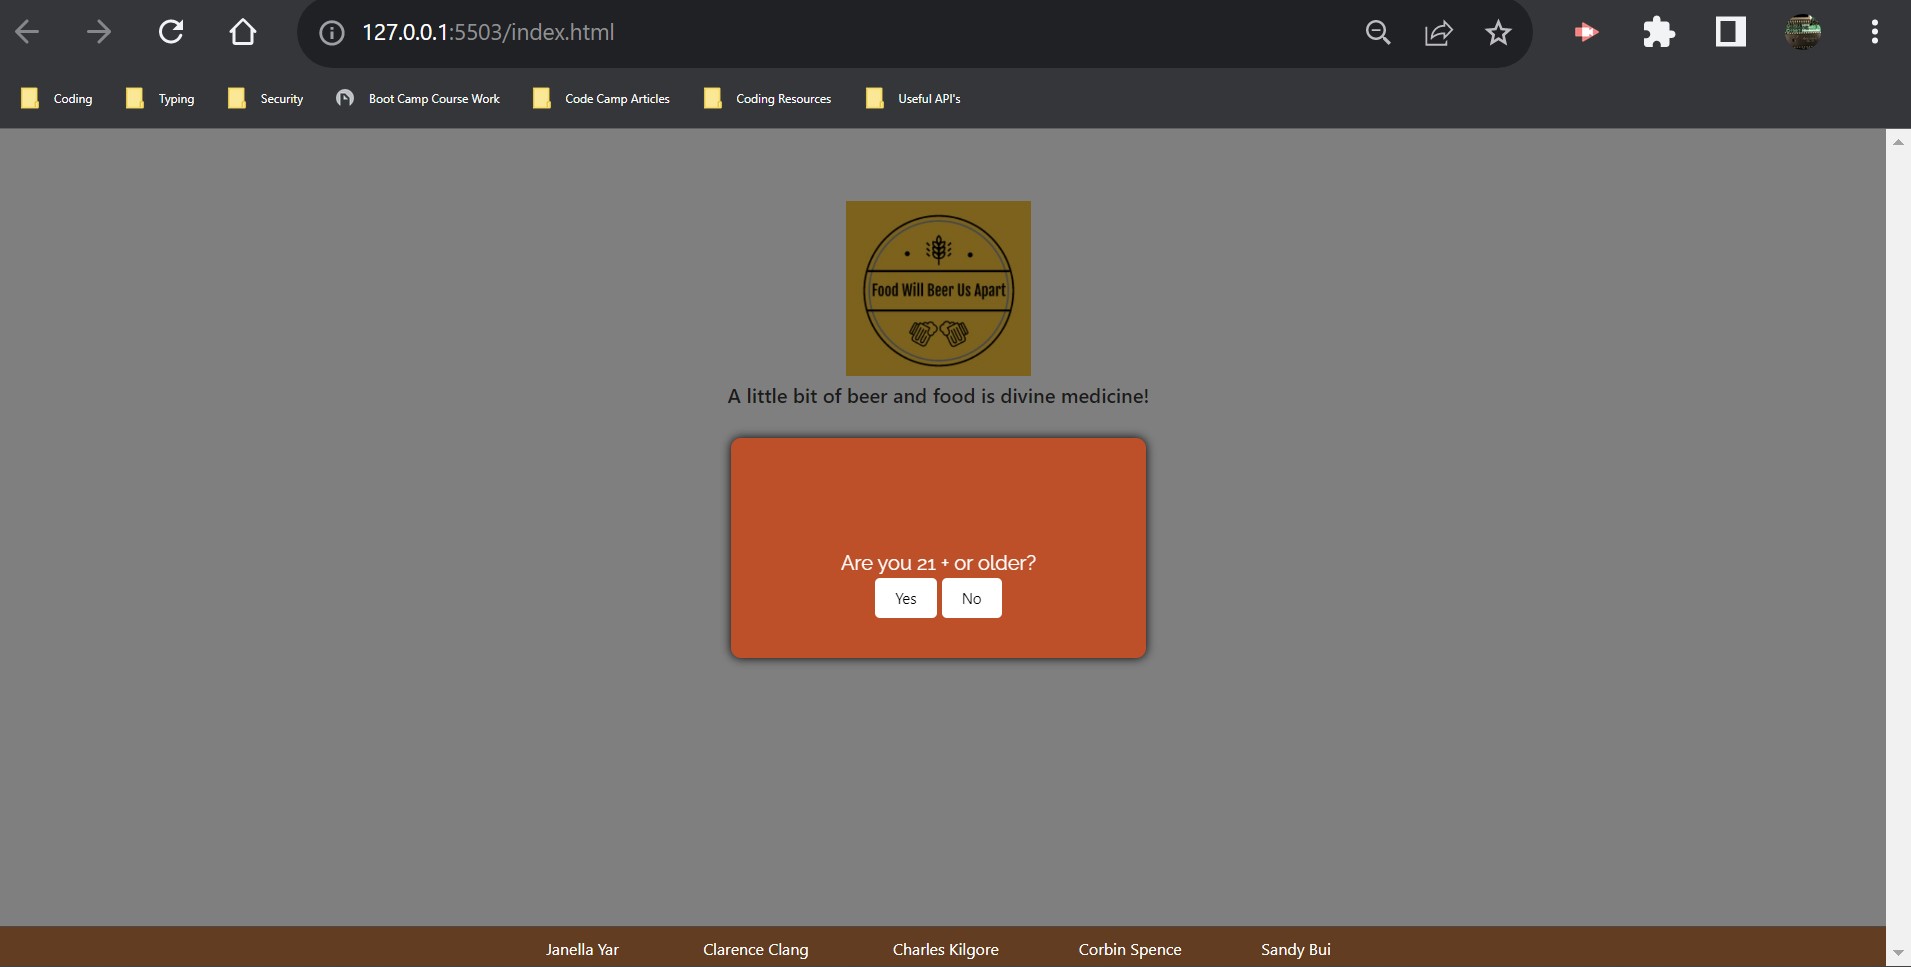 127.0.0.1:5503/index.html
Coding Typing Security Boot Camp Course Work Code Camp Articles Coding Resources Useful API's
Food Will Beer Us Apart
A little bit of beer and food is divine medicine!
Are you 21 + or older?
Yes No
Janella Yar Clarence Clang Charles Kilgore Corbin Spence Sandy Bui